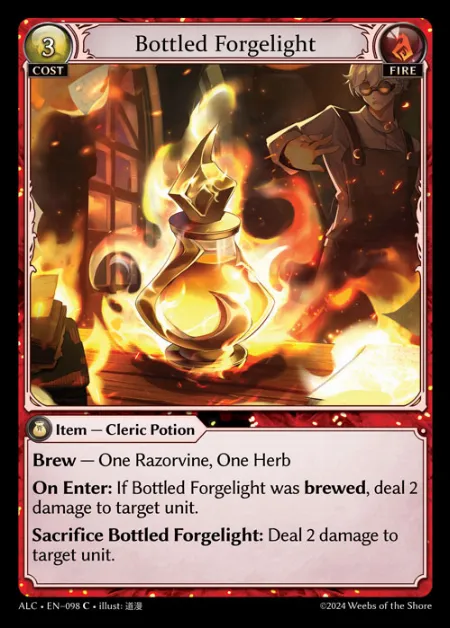 3
Bottled Forgelight
COST
FIRE
Item — Cleric Potion
Brew — One Razorvine, One Herb
On Enter: If Bottled Forgelight was brewed, deal 2
damage to target unit.
Sacrifice Bottled Forgelight: Deal 2 damage to
target unit.
ALC • EN–098 C • illust: 道漫
©2024 Weebs of the Shore